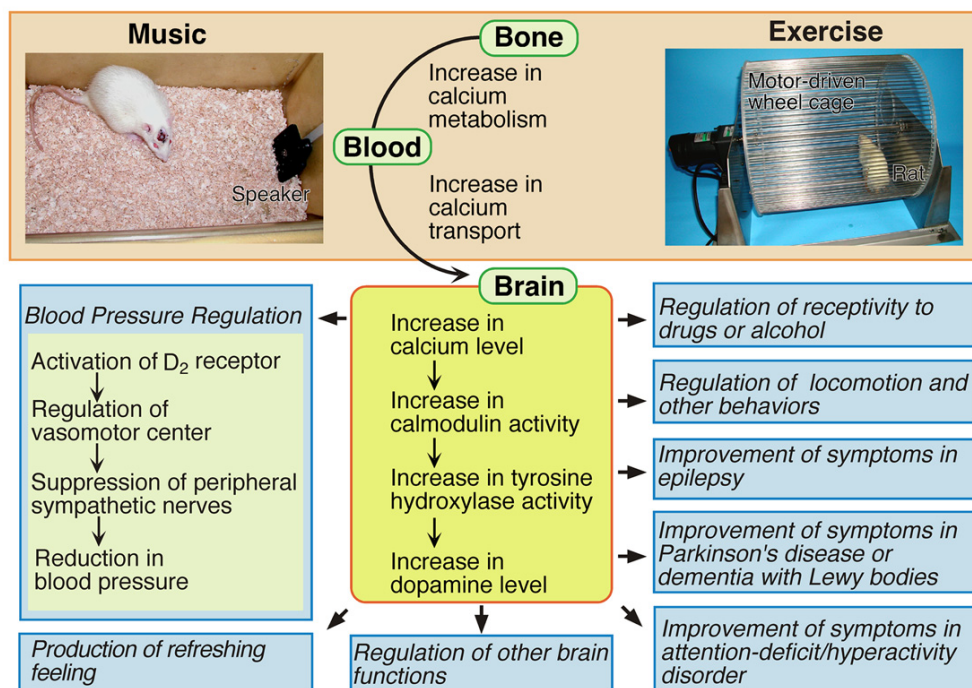 Music
Speaker
Bone
Increase in
calcium
metabolism
Blood
Increase in
calcium
transport
Exercise
Motor-driven
wheel cage
Rat
Brain
Increase in
calcium level
Increase in
calmodulin activity
Increase in tyrosine
hydroxylase activity
Increase in
dopamine level
Blood Pressure Regulation
Activation of D₂ receptor
Regulation of
vasomotor center
Suppression of peripheral
sympathetic nerves
Reduction in
blood pressure
Production of refreshing
feeling
Regulation of other brain
functions
Regulation of receptivity to
drugs or alcohol
Regulation of locomotion and
other behaviors
Improvement of symptoms in
epilepsy
Improvement of symptoms in
Parkinson's disease or
dementia with Lewy bodies
Improvement of symptoms in
attention-deficit/hyperactivity
disorder